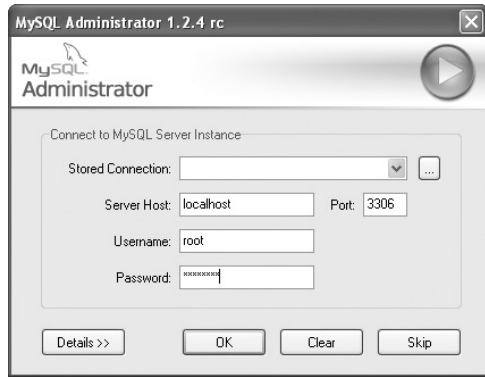 MySQL Administrator 1.2.4 rc
MySQL
Administrator
Connect to MySQL Server Instance
Stored Connection:
...
Server Host: localhost Port: 3306
Username: root
Password: ********
Details >> OK Clear Skip